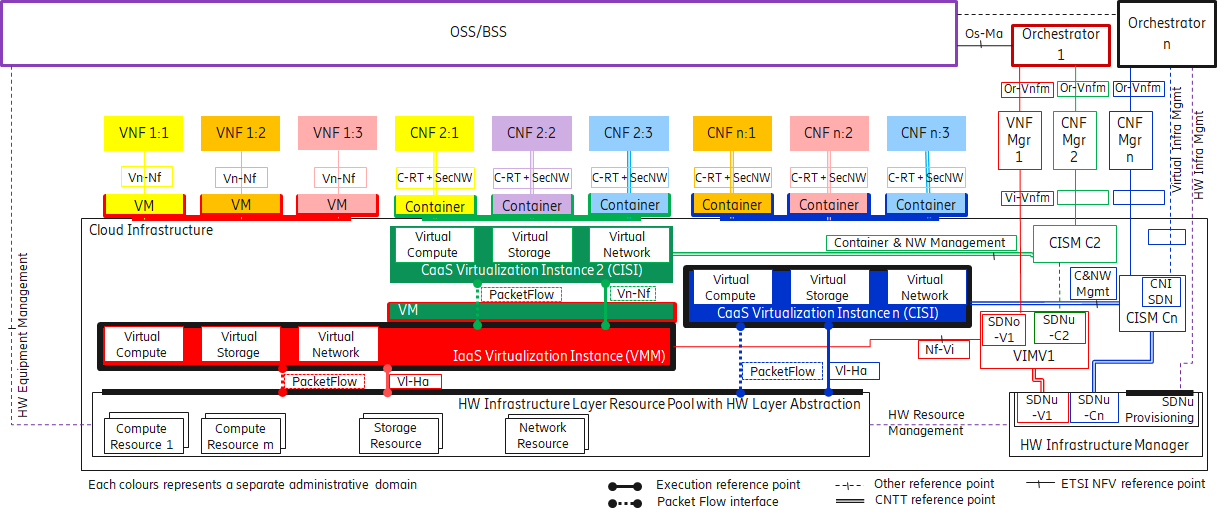 OSS/BSS
Os-Ma
Orchestrator
1
Orchestrator
n
Or-Vnfm
Or-Vnfm
Or-Vnfm
VNF
Mgr
1
CNF
Mgr
2
CNF
Mgr
n
Virtual Infra Mgmt
HW Infra Mgmt
Vi-Vnfm
VNF 1:1
VNF 1:2
VNF 1:3
CNF 2:1
CNF 2:2
CNF 2:3
CNF n:1
CNF n:2
CNF n:3
Vn-Nf
Vn-Nf
Vn-Nf
C-RT + SecNW
C-RT + SecNW
C-RT + SecNW
C-RT + SecNW
C-RT + SecNW
C-RT + SecNW
VM
VM
VM
Container
Container
Container
Container
Container
Container
Cloud Infrastructure
Virtual
Compute
Virtual
Storage
Virtual
Network
CaaS Virtualization Instance 2 (CISI)
Container & NW Management
CISM C2
PacketFlow
Vn-Nf
VM
Virtual
Compute
Virtual
Storage
Virtual
Network
CaaS Virtualization Instance n (CISI)
C&NW
Mgmt
CNI
SDN
CISM Cn
Virtual
Compute
Virtual
Storage
Virtual
Network
IaaS Virtualization Instance (VMM)
Nf-Vi
SDNo
-V1
SDNu
-C2
VIMV1
PacketFlow
Vl-Ha
PacketFlow
Vl-Ha
HW Equipment Management
HW Infrastructure Layer Resource Pool with HW Layer Abstraction
Compute
Resource 1
Compute
Resource m
Storage
Resource
Network
Resource
HW Resource
Management
SDNu
-V1
SDNu
-Cn
SDNu
Provisioning
HW Infrastructure Manager
Each colours represents a separate administrative domain
Execution reference point
Packet Flow interface
Other reference point
CNTT reference point
ETSI NFV reference point